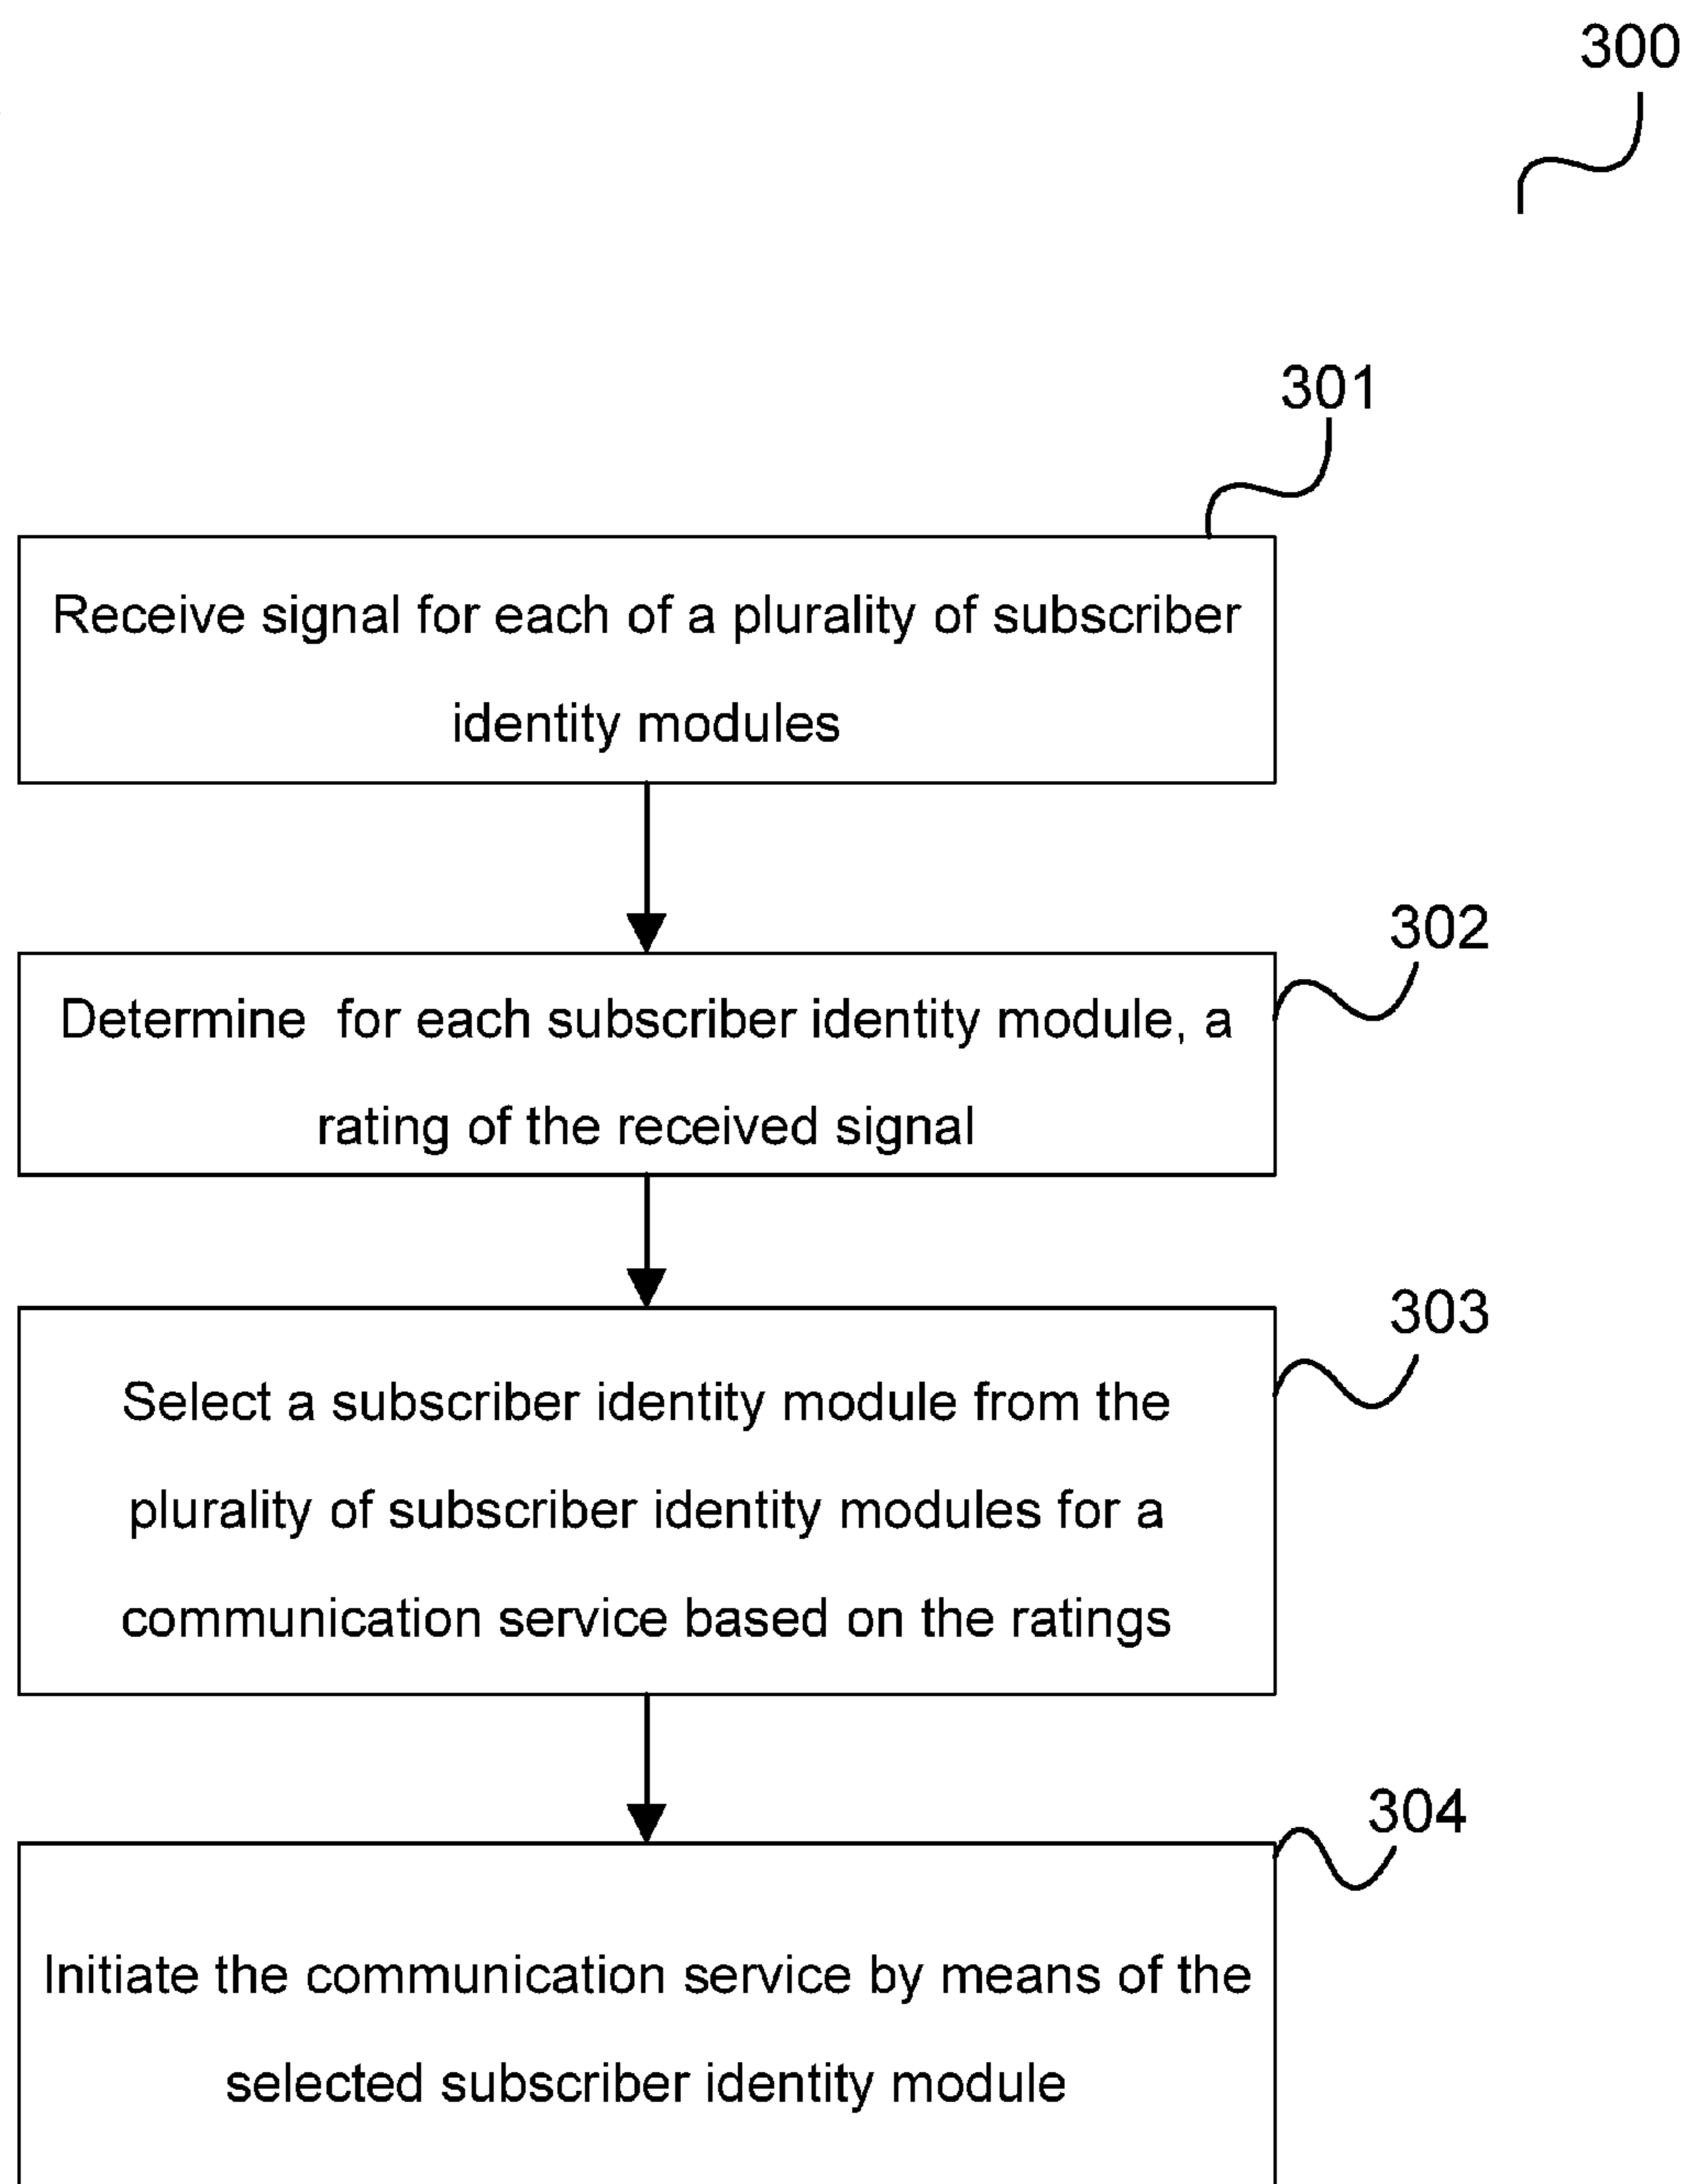 300
301
Receive signal for each of a plurality of subscriber
identity modules
302
Determine for each subscriber identity module, a
rating of the received signal
303
Select a subscriber identity module from the
plurality of subscriber identity modules for a
communication service based on the ratings
304
Initiate the communication service by means of the
selected subscriber identity module